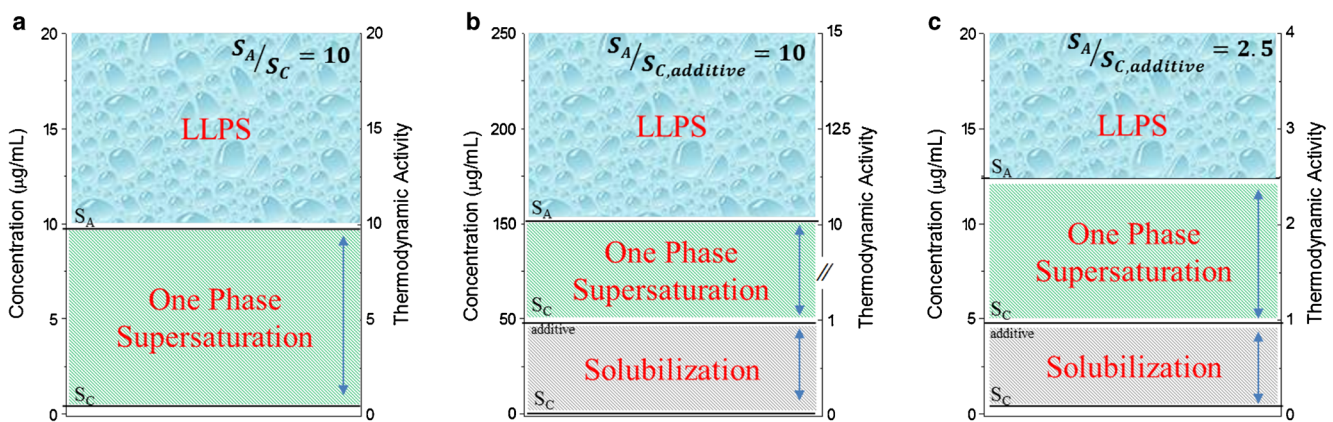 a
Concentration (µg/mL)
20
15
10
5
0
S_A/S_C = 10
LLPS
S_A
One Phase
Supersaturation
S_C
20
15
10
5
0
Thermodynamic Activity
b
Concentration (µg/mL)
250
200
150
50
0
S_A/S_C,additive = 10
LLPS
S_A
One Phase
Supersaturation
S_C
additive
Solubilization
S_C
15
125
10
1
0
Thermodynamic Activity
c
Concentration (µg/mL)
20
15
10
5
0
S_A/S_C,additive = 2.5
LLPS
S_A
One Phase
Supersaturation
S_C
additive
Solubilization
S_C
4
3
2
1
0
Thermodynamic Activity